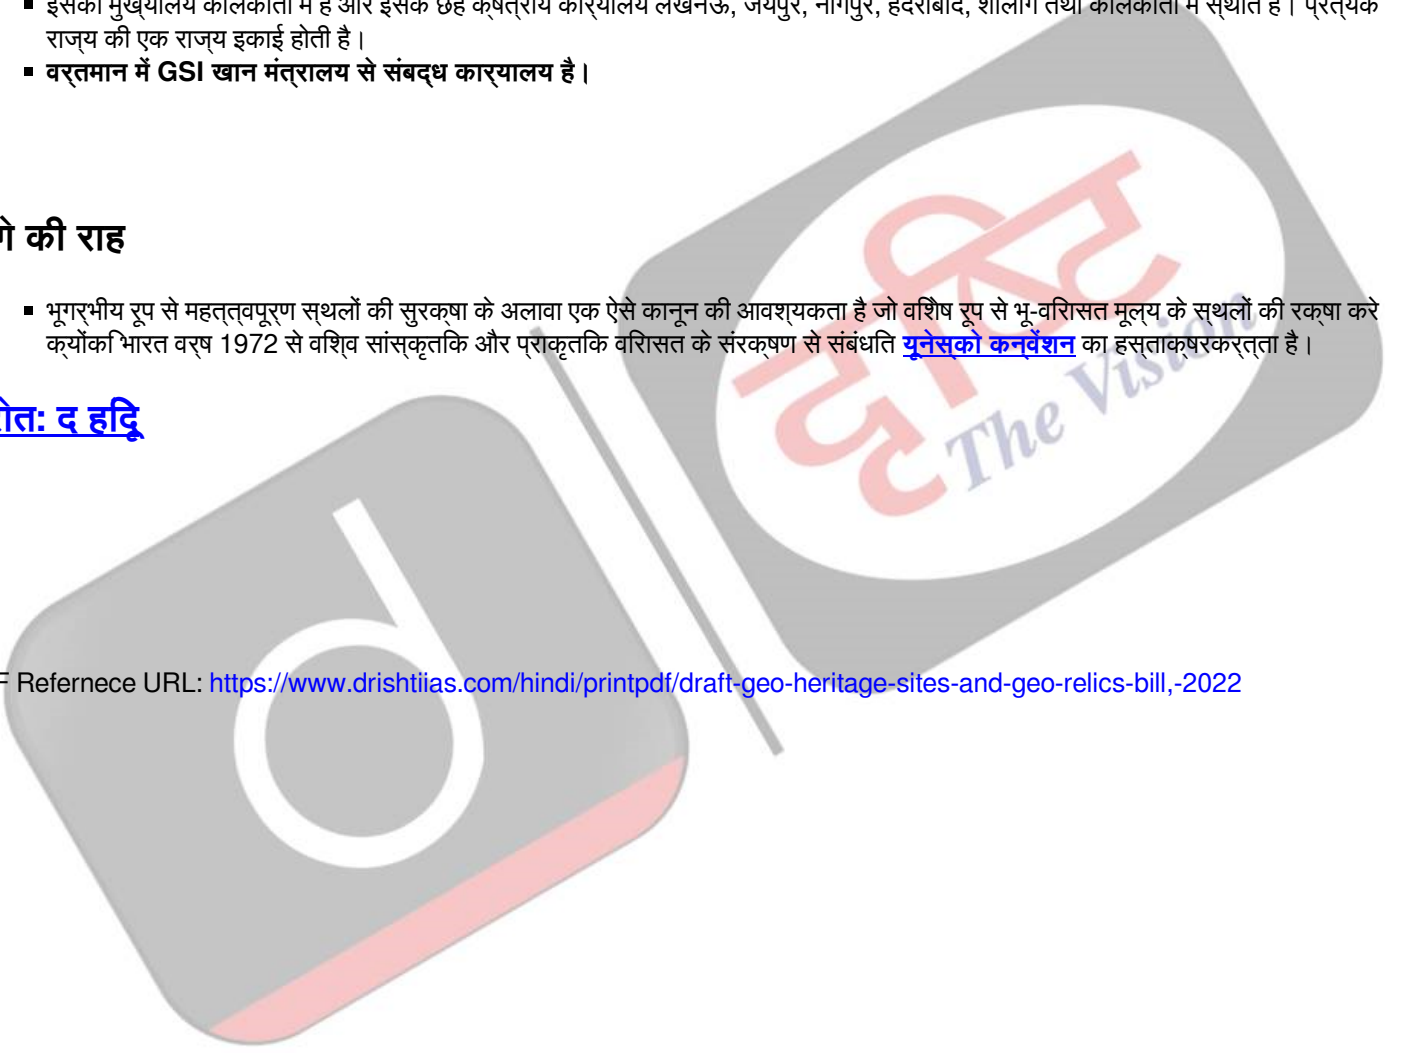 इसका मुख्यालय कोलकाता में है और इसके छह क्षेत्रीय कार्यालय लखनऊ, जयपुर, नागपुर, हैदराबाद, शिलांग तथा कोलकाता में स्थित हैं। प्रत्येक
राज्य की एक राज्य इकाई होती है।
वर्तमान में GSI खान मंत्रालय से संबद्ध कार्यालय है।
गे की राह
भूगर्भीय रूप से महत्त्वपूर्ण स्थलों की सुरक्षा के अलावा एक ऐसे कानून की आवश्यकता है जो विशेष रूप से भू-विरासत मूल्य के स्थलों की रक्षा करे
क्योंकि भारत वर्ष 1972 से विश्व सांस्कृतिक और प्राकृतिक विरासत के संरक्षण से संबंधित यूनेस्को कन्वेंशन का हस्ताक्षरकर्त्ता है।
रोत: द हिंदू
F Refernece URL: https://www.drishtiias.com/hindi/printpdf/draft-geo-heritage-sites-and-geo-relics-bill,-2022
दृष्टि
The Vision